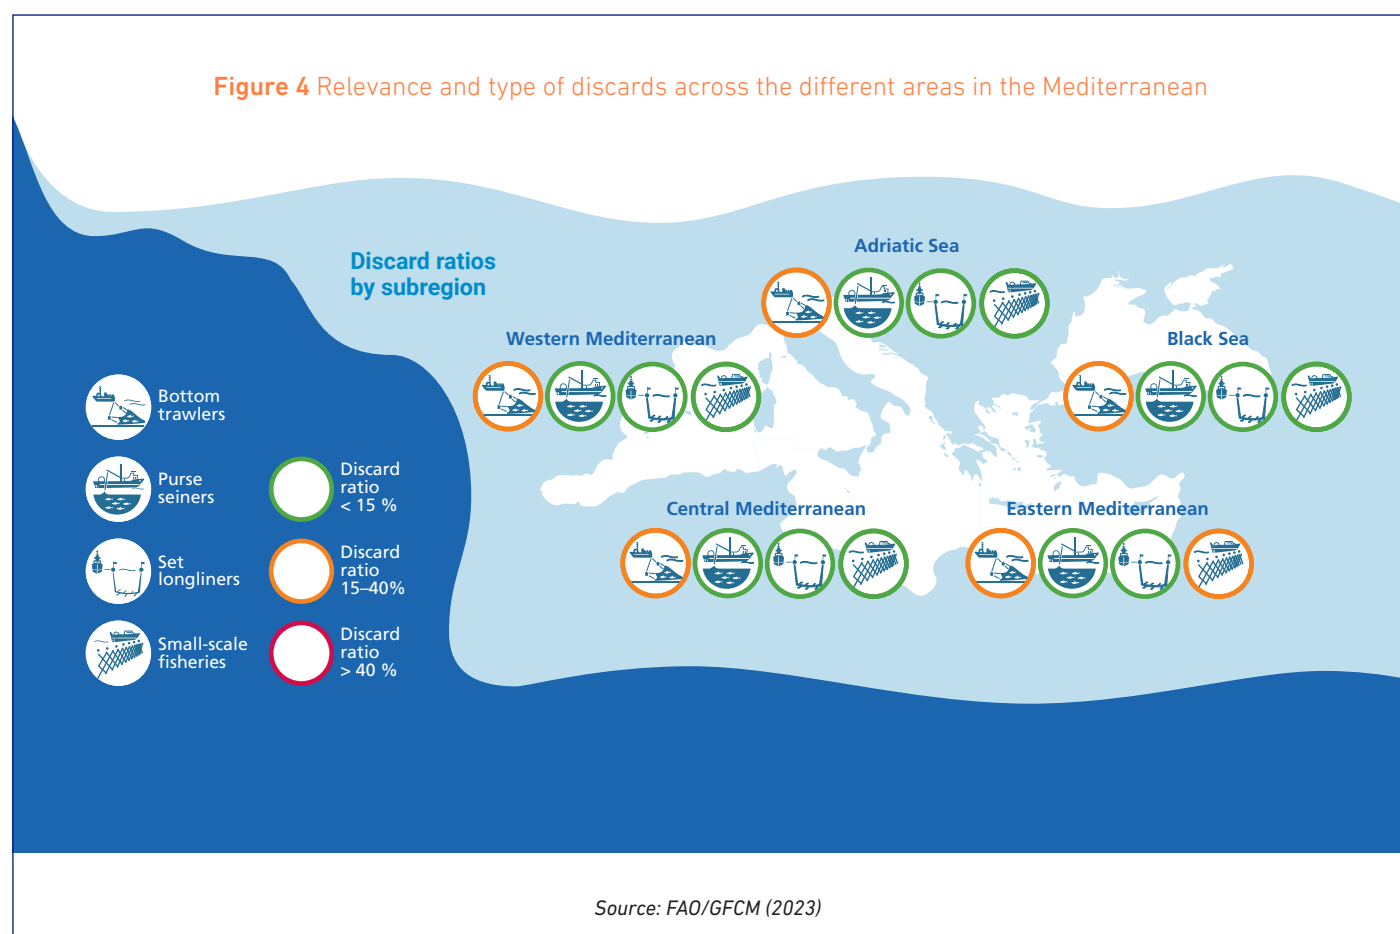 Figure 4 Relevance and type of discards across the different areas in the Mediterranean
Discard ratios
by subregion
Adriatic Sea
Western Mediterranean
Black Sea
Central Mediterranean
Eastern Mediterranean
Bottom
trawlers
Purse
seiners
Set
longliners
Small-scale
fisheries
Discard
ratio
< 15 %
Discard
ratio
15–40%
Discard
ratio
> 40 %
Source: FAO/GFCM (2023)